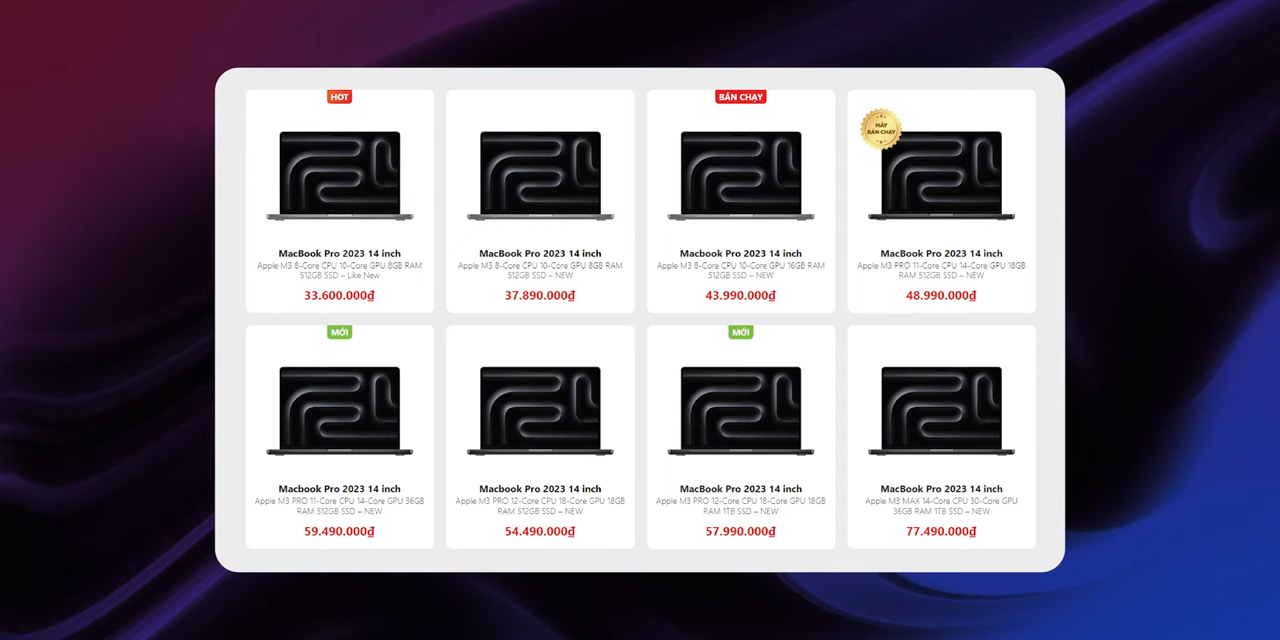 HOT
MacBook Pro 2023 14 inch
Apple M3 8-Core CPU 10-Core GPU 8GB RAM
512GB SSD – Like New
33.600.000₫
MacBook Pro 2023 14 inch
Apple M3 8-Core CPU 10-Core GPU 8GB RAM
512GB SSD – NEW
37.890.000₫
BÁN CHẠY
Macbook Pro 2023 14 inch
Apple M3 8-Core CPU 10-Core GPU 16GB RAM
512GB SSD – NEW
43.990.000₫
MÁY
BÁN CHẠY
MacBook Pro 2023 14 inch
Apple M3 PRO 11-Core CPU 14-Core GPU 18GB
RAM 512GB SSD – NEW
48.990.000₫
MỚI
Macbook Pro 2023 14 inch
Apple M3 PRO 11-Core CPU 14-Core GPU 36GB
RAM 512GB SSD – NEW
59.490.000₫
MacBook Pro 2023 14 inch
Apple M3 PRO 12-Core CPU 18-Core GPU 18GB
RAM 512GB SSD – NEW
54.490.000₫
MỚI
MacBook Pro 2023 14 inch
Apple M3 PRO 12-Core CPU 18-Core GPU 18GB
RAM 1TB SSD – NEW
57.990.000₫
MacBook Pro 2023 14 inch
Apple M3 MAX 14-Core CPU 30-Core GPU
36GB RAM 1TB SSD – NEW
77.490.000₫